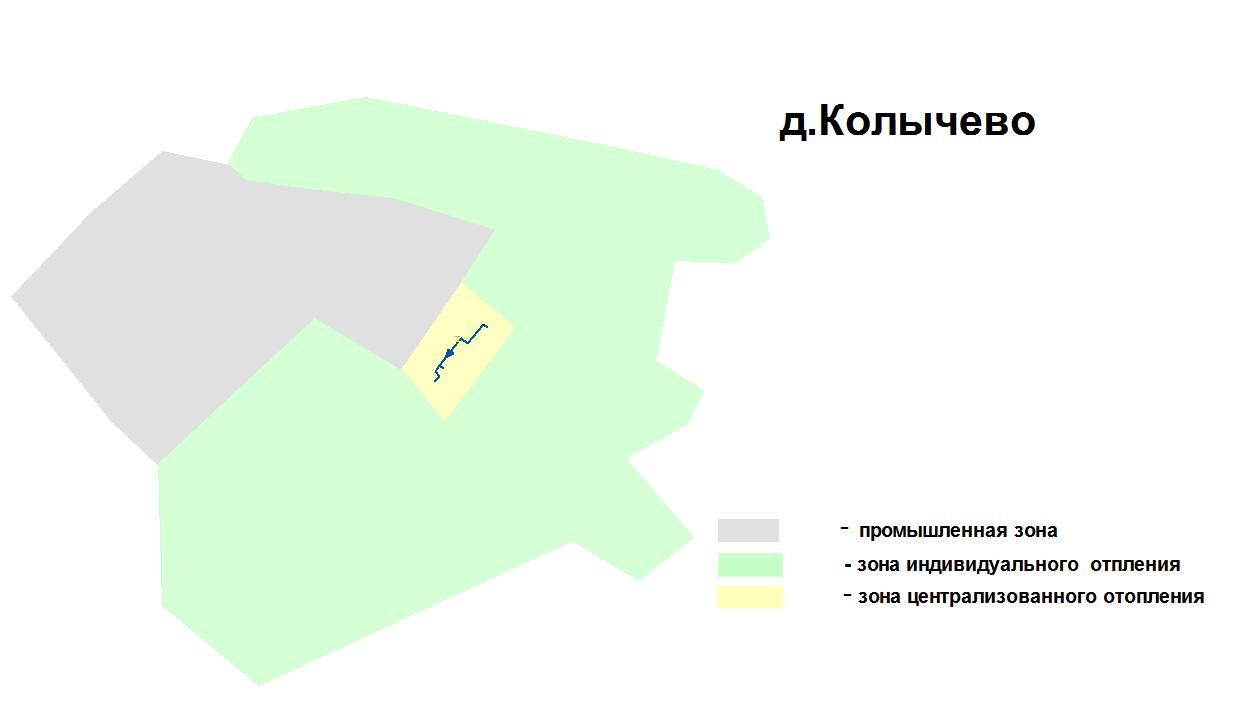 д.Колычево
- промышленная зона
- зона индивидуального отпления
- зона централизованного отопления